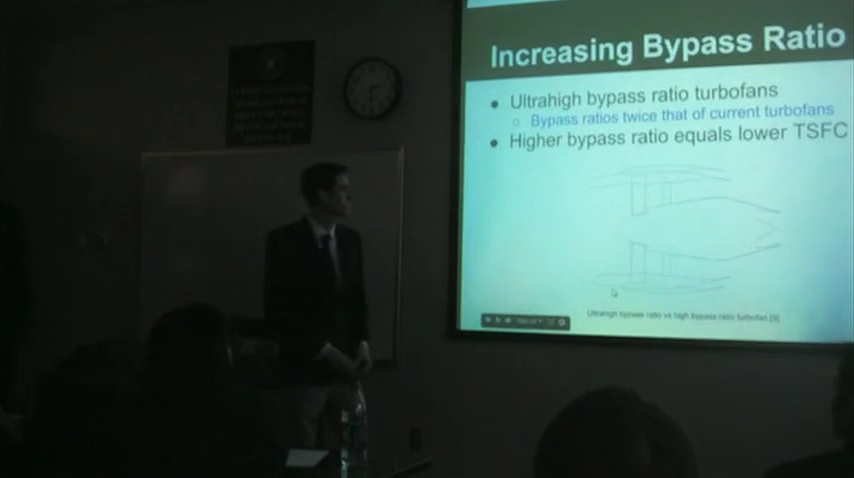 Increasing Bypass Ratio
● Ultrahigh bypass ratio turbofans
○ Bypass ratios twice that of current turbofans
● Higher bypass ratio equals lower TSFC
Ultrahigh bypass ratio vs high bypass ratio turbofan [9]